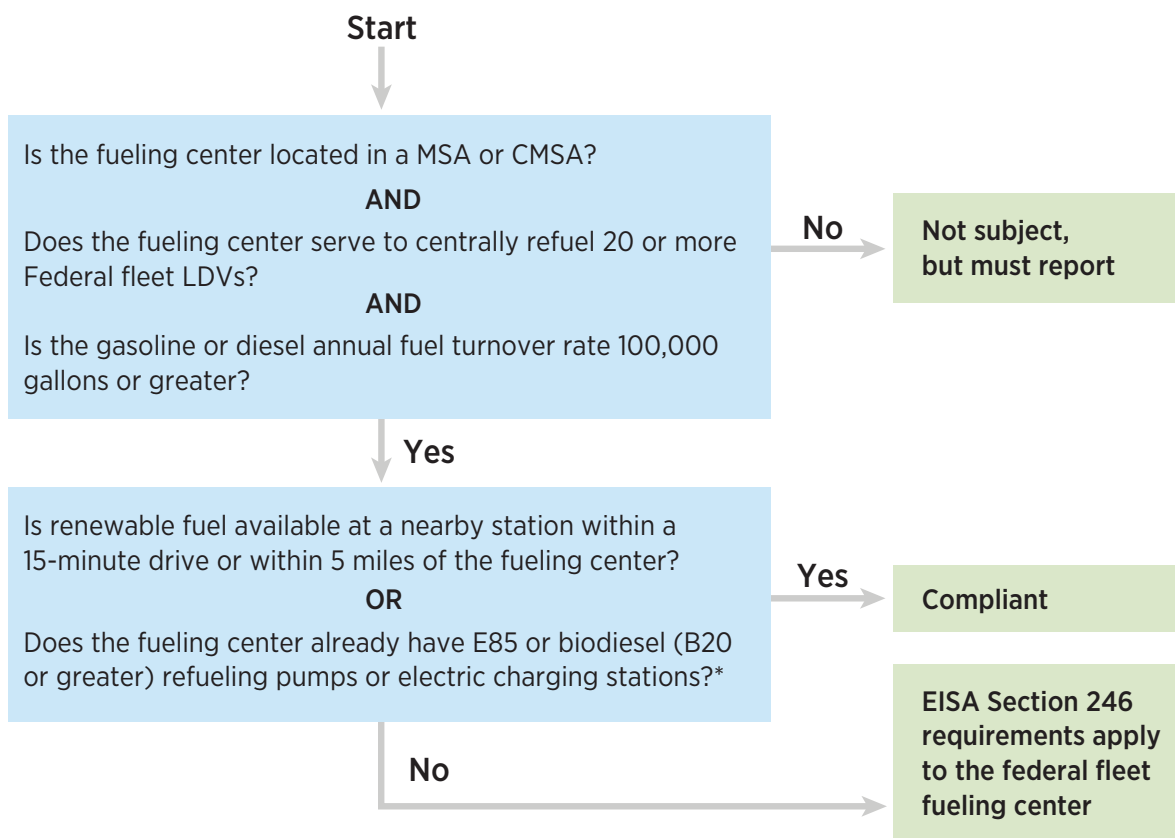 Start
Is the fueling center located in a MSA or CMSA?
AND
Does the fueling center serve to centrally refuel 20 or more
Federal fleet LDVs?
AND
Is the gasoline or diesel annual fuel turnover rate 100,000
gallons or greater?
No
Not subject,
but must report
Yes
Is renewable fuel available at a nearby station within a
15-minute drive or within 5 miles of the fueling center?
OR
Does the fueling center already have E85 or biodiesel (B20
or greater) refueling pumps or electric charging stations?*
Yes
Compliant
No
EISA Section 246
requirements apply
to the federal fleet
fueling center